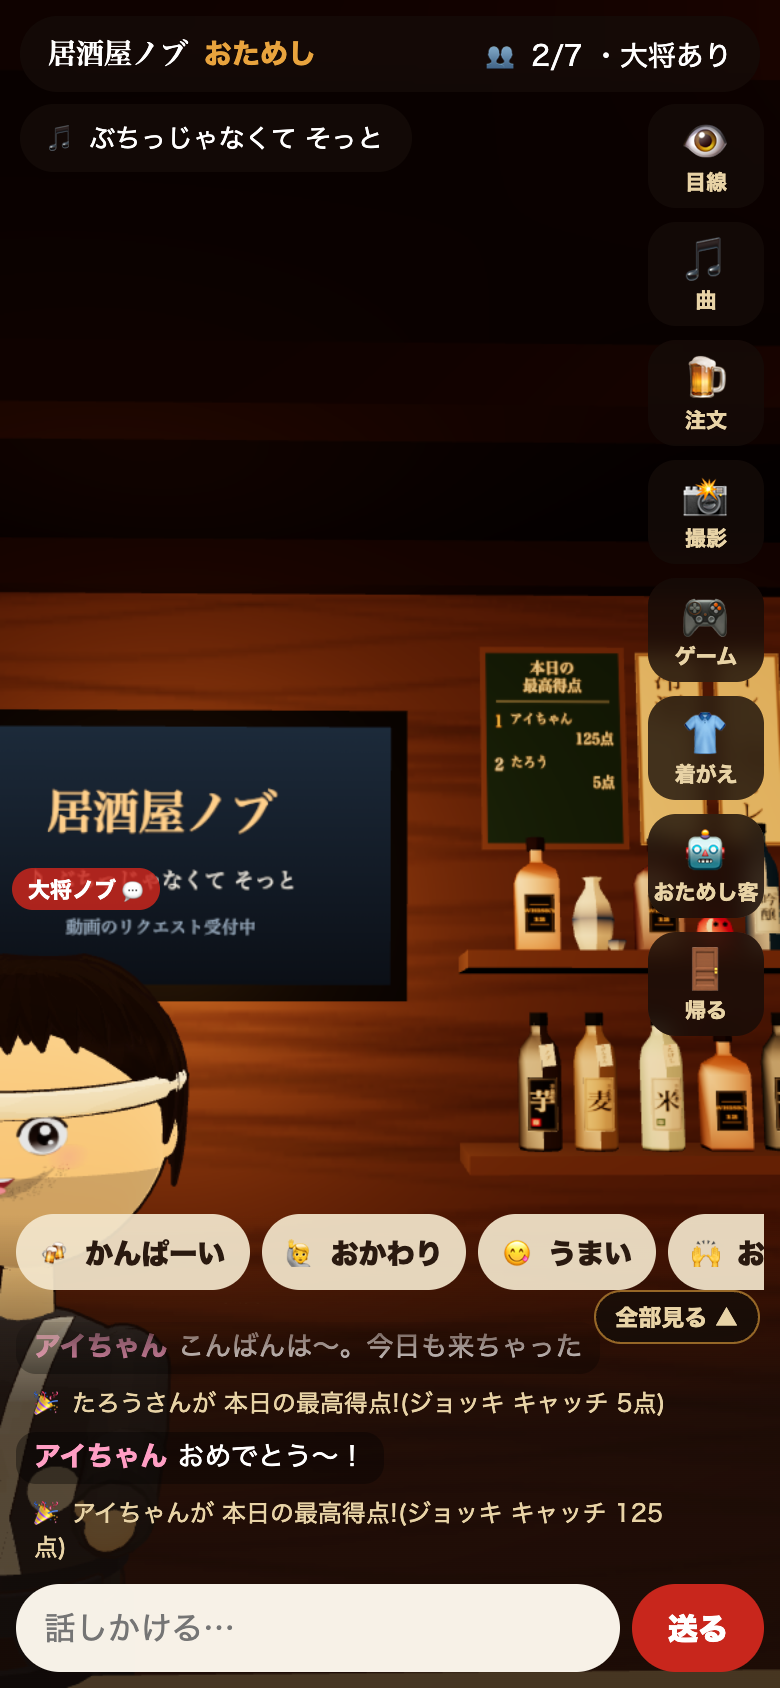 居酒屋ノブ おためし
2/7 ・大将あり
ぶちっじゃなくて そっと
目線
曲
注文
撮影
ゲーム
着がえ
おためし客
帰る
本日の
最高得点
1 アイちゃん
125点
2 たろう
5点
居酒屋ノブ
大将ノブ
なくて そっと
動画のリクエスト受付中
芋
麦
米
かんぱーい
おかわり
うまい
お
全部見る ▲
アイちゃん こんばんは〜。今日も来ちゃった
たろうさんが 本日の最高得点!(ジョッキ キャッチ 5点)
アイちゃん おめでとう〜！
アイちゃんが 本日の最高得点!(ジョッキ キャッチ 125
点)
話しかける…
送る